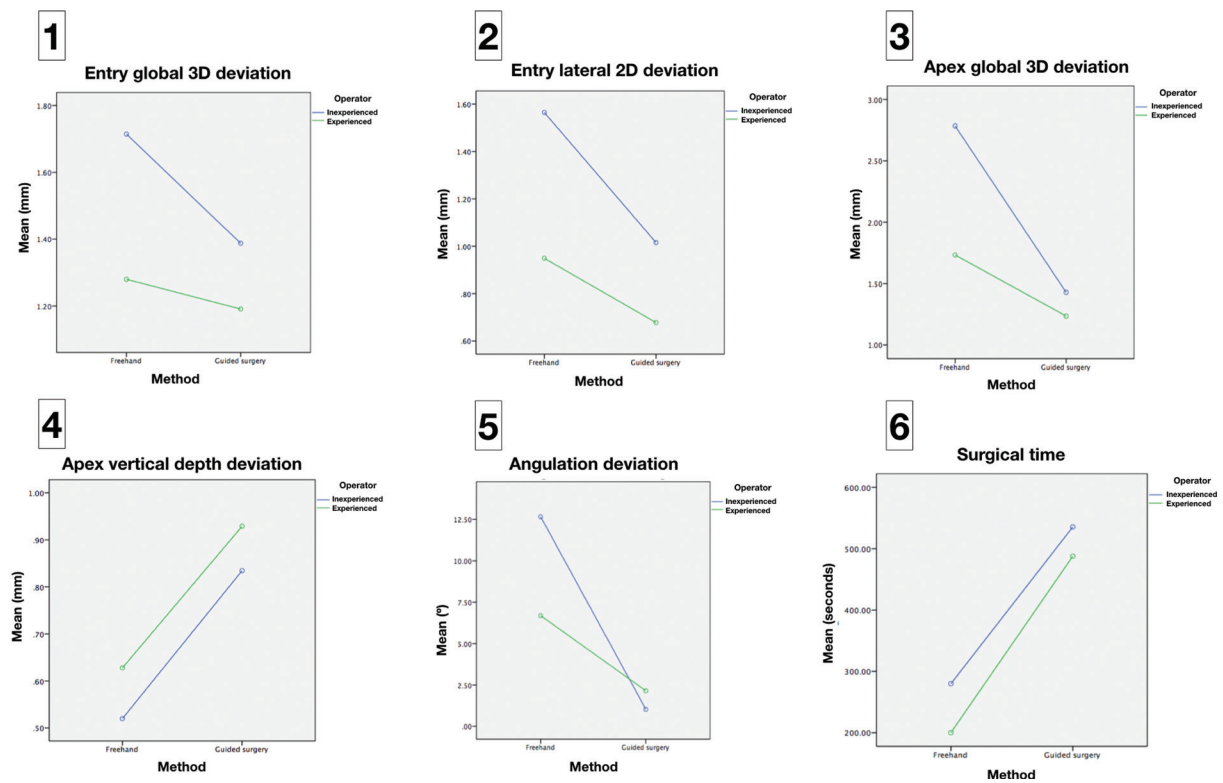 1
Entry global 3D deviation
Operator
Inexperienced
Experienced
1.80
1.60
1.40
1.20
Mean (mm)
Freehand
Guided surgery
Method
2
Entry lateral 2D deviation
Operator
Inexperienced
Experienced
1.60
1.40
1.20
1.00
.80
.60
Mean (mm)
Freehand
Guided surgery
Method
3
Apex global 3D deviation
Operator
Inexperienced
Experienced
3.00
2.50
2.00
1.50
1.00
Mean (mm)
Freehand
Guided surgery
Method
4
Apex vertical depth deviation
Operator
Inexperienced
Experienced
1.00
.90
.80
.70
.60
.50
Mean (mm)
Freehand
Guided surgery
Method
5
Angulation deviation
Operator
Inexperienced
Experienced
12.50
10.00
7.50
5.00
2.50
.00
Mean (º)
Freehand
Guided surgery
Method
6
Surgical time
Operator
Inexperienced
Experienced
600.00
500.00
400.00
300.00
200.00
Mean (seconds)
Freehand
Guided surgery
Method